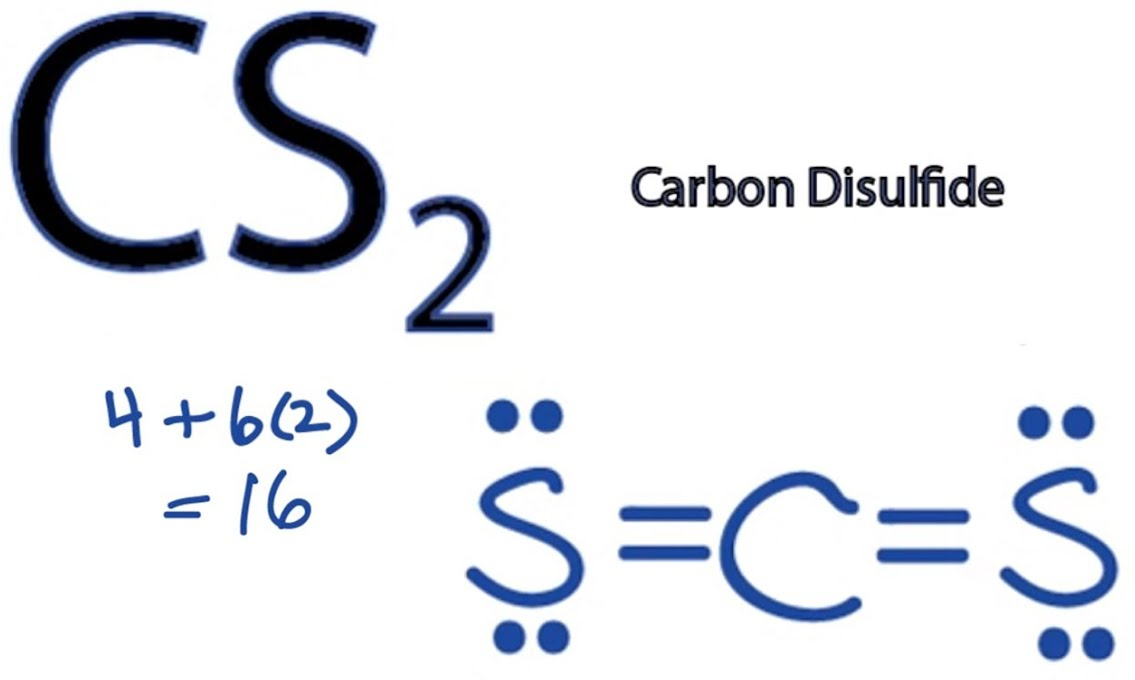 CS₂
Carbon Disulfide
4 + 6(2)
= 16
S = C = S